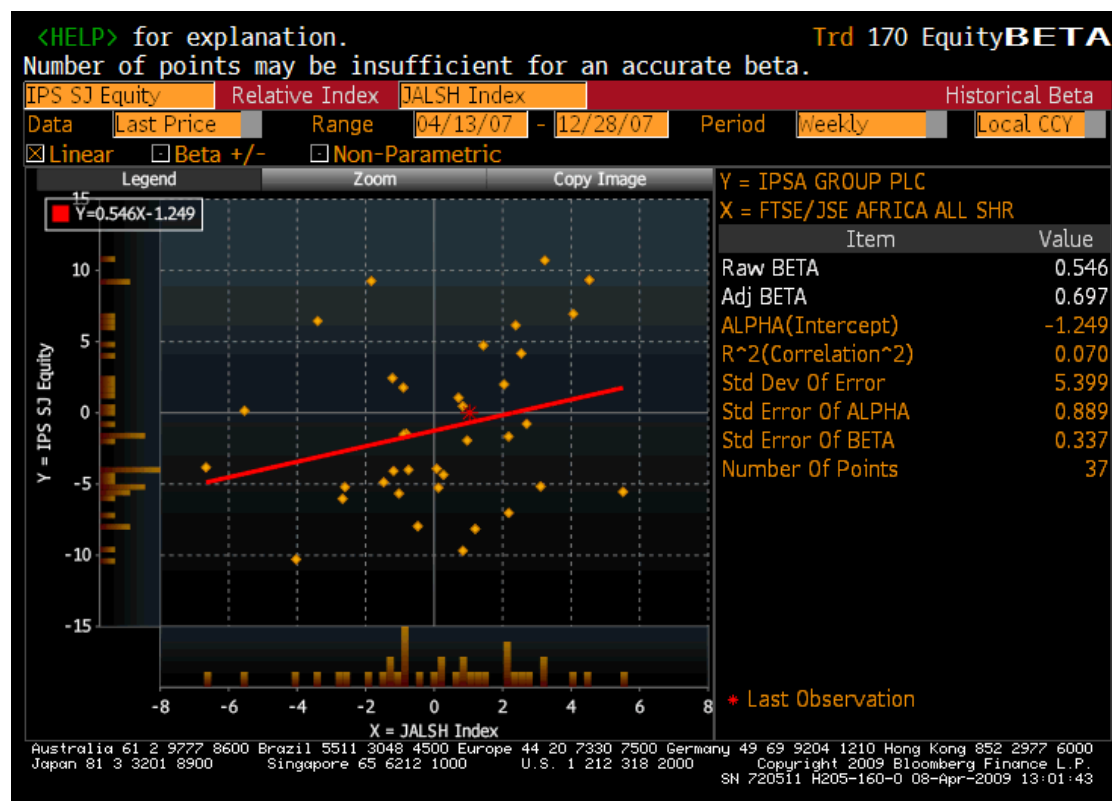 <HELP> for explanation. Trd 170 EquityBETA
Number of points may be insufficient for an accurate beta.
IPS SJ Equity Relative Index JALSH Index Historical Beta
Data Last Price Range 04/13/07 - 12/28/07 Period Weekly Local CCY
Linear Beta +/- Non-Parametric
Legend Zoom Copy Image
Y = IPSA GROUP PLC
X = FTSE/JSE AFRICA ALL SHR
Item Value
Raw BETA 0.546
Adj BETA 0.697
ALPHA(Intercept) -1.249
R^2(Correlation^2) 0.070
Std Dev Of Error 5.399
Std Error Of ALPHA 0.889
Std Error Of BETA 0.337
Number Of Points 37
* Last Observation
Y=0.546X-1.249
15
10
5
0
-5
-10
-15
Y = IPS SJ Equity
-8 -6 -4 -2 0 2 4 6 8
X = JALSH Index
Australia 61 2 9777 8600 Brazil 5511 3048 4500 Europe 44 20 7330 7500 Germany 49 69 9204 1210 Hong Kong 852 2977 6000
Japan 81 3 3201 8900 Singapore 65 6212 1000 U.S. 1 212 318 2000 Copyright 2009 Bloomberg Finance L.P.
SN 720511 H205-160-0 08-Apr-2009 13:01:43